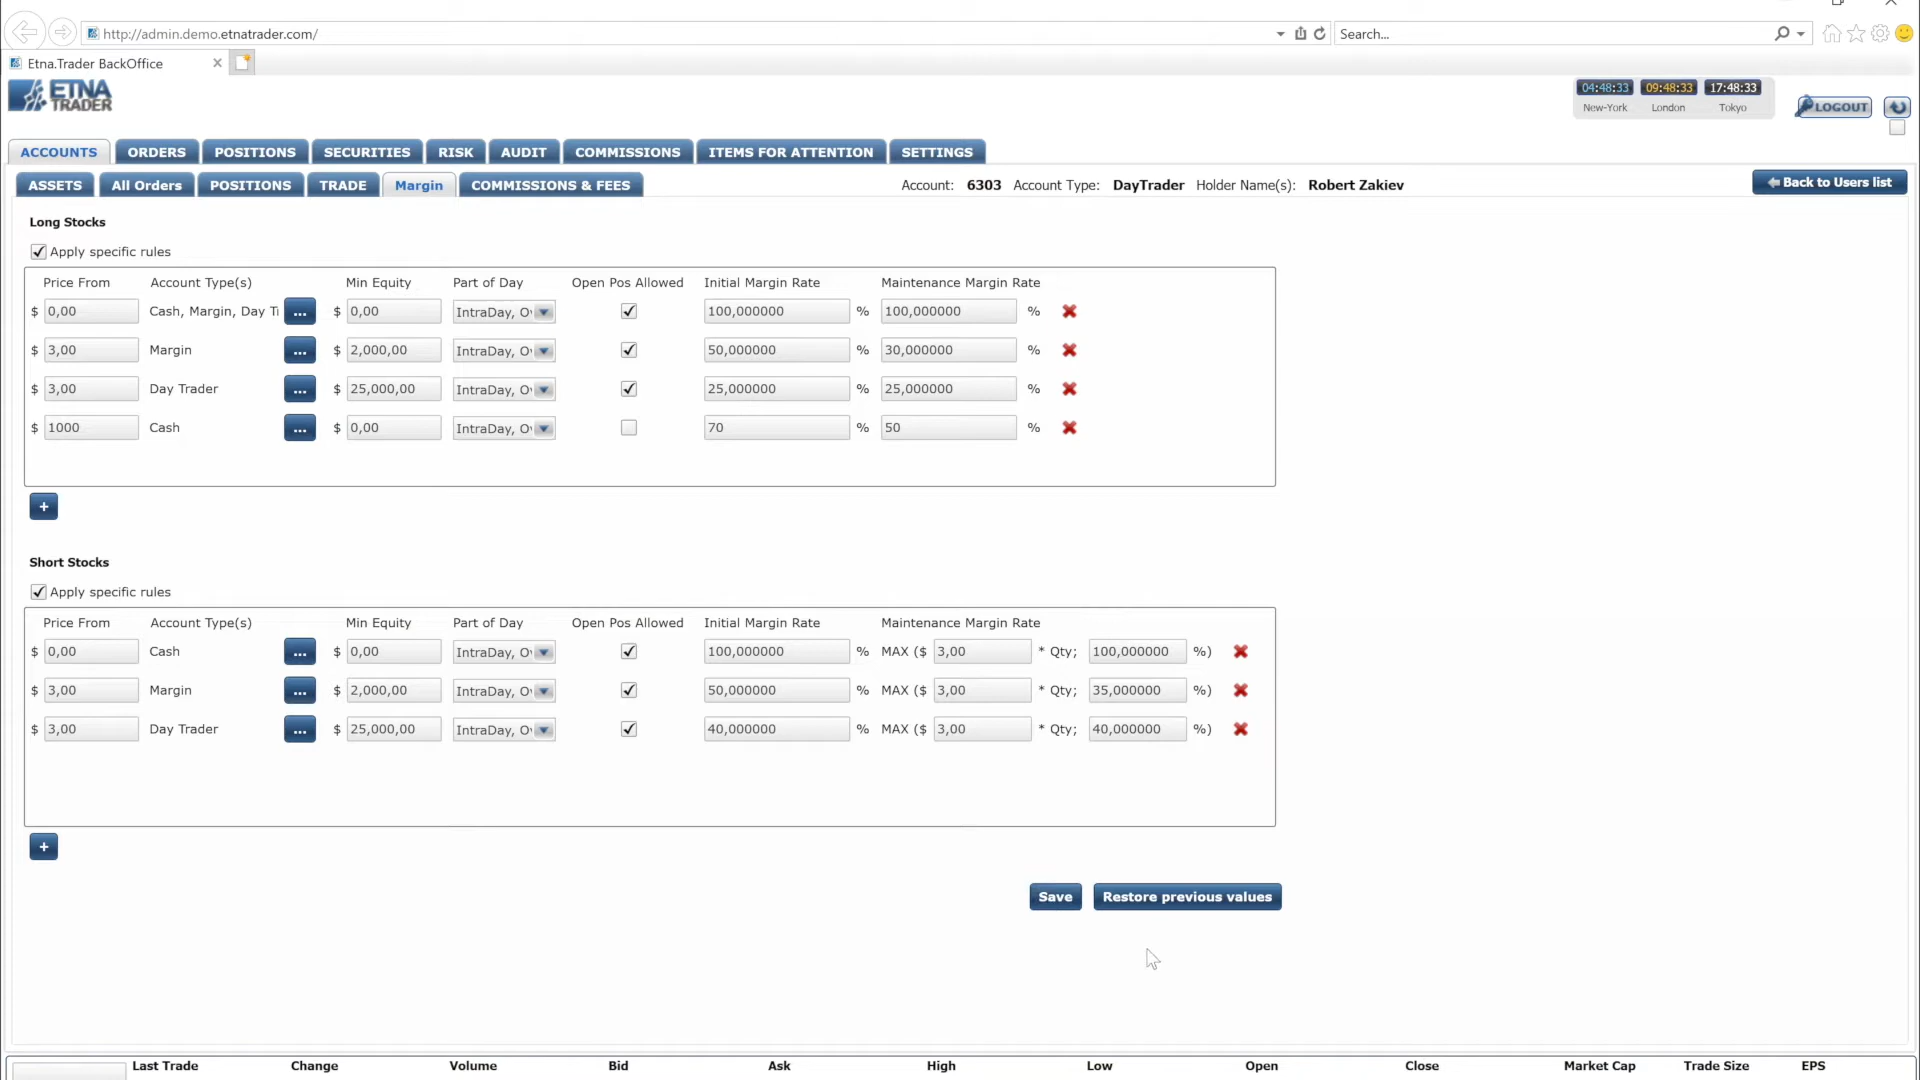 http://admin.demo.etnatrader.com/
Search...
Etna.Trader BackOffice
ETNA
TRADER
04:48:33 09:48:33 17:48:33
New-York London Tokyo
LOGOUT
ACCOUNTS ORDERS POSITIONS SECURITIES RISK AUDIT COMMISSIONS ITEMS FOR ATTENTION SETTINGS
ASSETS All Orders POSITIONS TRADE Margin COMMISSIONS & FEES Account: 6303 Account Type: DayTrader Holder Name(s): Robert Zakiev Back to Users list
Long Stocks
Apply specific rules
Price From Account Type(s) Min Equity Part of Day Open Pos Allowed Initial Margin Rate Maintenance Margin Rate
$ 0,00 Cash, Margin, Day T ... $ 0,00 IntraDay, O 100,000000 % 100,000000 %
$ 3,00 Margin ... $ 2,000,00 IntraDay, O 50,000000 % 30,000000 %
$ 3,00 Day Trader ... $ 25,000,00 IntraDay, O 25,000000 % 25,000000 %
$ 1000 Cash ... $ 0,00 IntraDay, O 70 % 50 %
+
Short Stocks
Apply specific rules
Price From Account Type(s) Min Equity Part of Day Open Pos Allowed Initial Margin Rate Maintenance Margin Rate
$ 0,00 Cash ... $ 0,00 IntraDay, O 100,000000 % MAX ($ 3,00 * Qty; 100,000000 %)
$ 3,00 Margin ... $ 2,000,00 IntraDay, O 50,000000 % MAX ($ 3,00 * Qty; 35,000000 %)
$ 3,00 Day Trader ... $ 25,000,00 IntraDay, O 40,000000 % MAX ($ 3,00 * Qty; 40,000000 %)
+
Save Restore previous values
Last Trade Change Volume Bid Ask High Low Open Close Market Cap Trade Size EPS